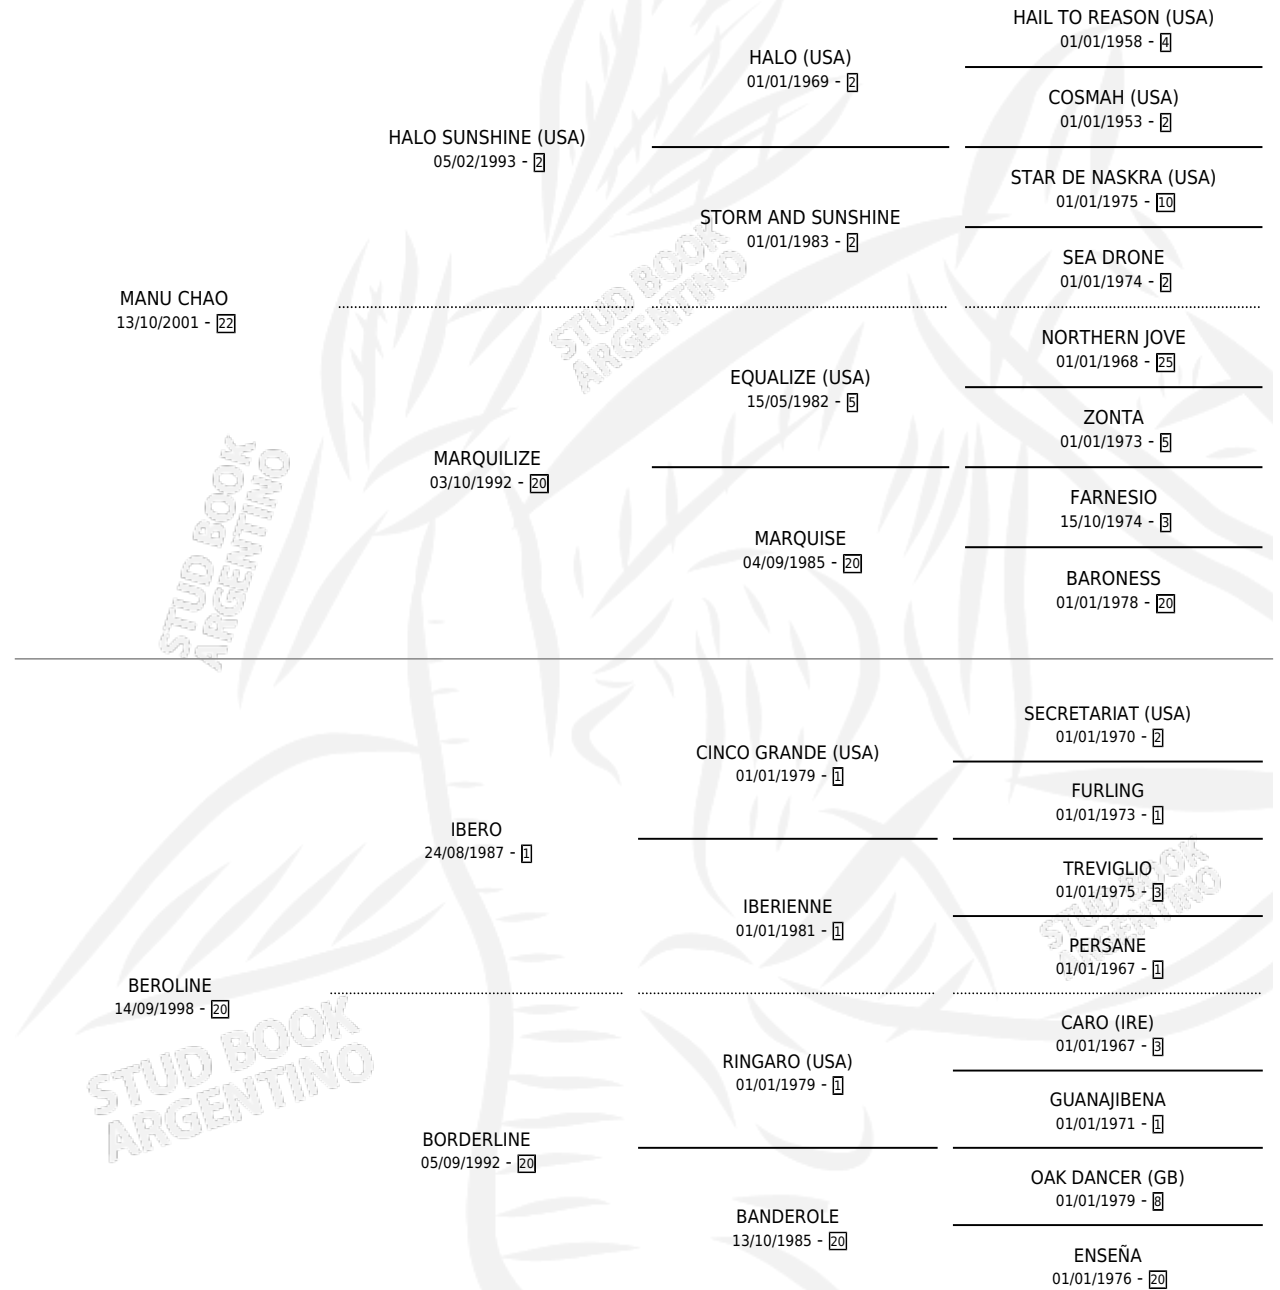 HAIL TO REASON (USA)
01/01/1958 - 4
HALO (USA)
01/01/1969 - 2
COSMAH (USA)
01/01/1953 - 2
HALO SUNSHINE (USA)
05/02/1993 - 2
STAR DE NASKRA (USA)
01/01/1975 - 10
STORM AND SUNSHINE
01/01/1983 - 2
SEA DRONE
01/01/1974 - 2
MANU CHAO
13/10/2001 - 22
NORTHERN JOVE
01/01/1968 - 25
EQUALIZE (USA)
15/05/1982 - 5
ZONTA
01/01/1973 - 5
MARQUILIZE
03/10/1992 - 20
FARNESIO
15/10/1974 - 3
MARQUISE
04/09/1985 - 20
BARONESS
01/01/1978 - 20
SECRETARIAT (USA)
01/01/1970 - 2
CINCO GRANDE (USA)
01/01/1979 - 1
FURLING
01/01/1973 - 1
IBERO
24/08/1987 - 1
TREVIGLIO
01/01/1975 - 3
IBERIENNE
01/01/1981 - 1
PERSANE
01/01/1967 - 1
BEROLINE
14/09/1998 - 20
CARO (IRE)
01/01/1967 - 3
RINGARO (USA)
01/01/1979 - 1
GUANAJIBENA
01/01/1971 - 1
BORDERLINE
05/09/1992 - 20
OAK DANCER (GB)
01/01/1979 - 8
BANDEROLE
13/10/1985 - 20
ENSEÑA
01/01/1976 - 20
STUD BOOK
ARGENTINO
STUD BOOK
ARGENTINO
STUD BOOK
ARGENTINO
STUD BOOK
ARGENTINO